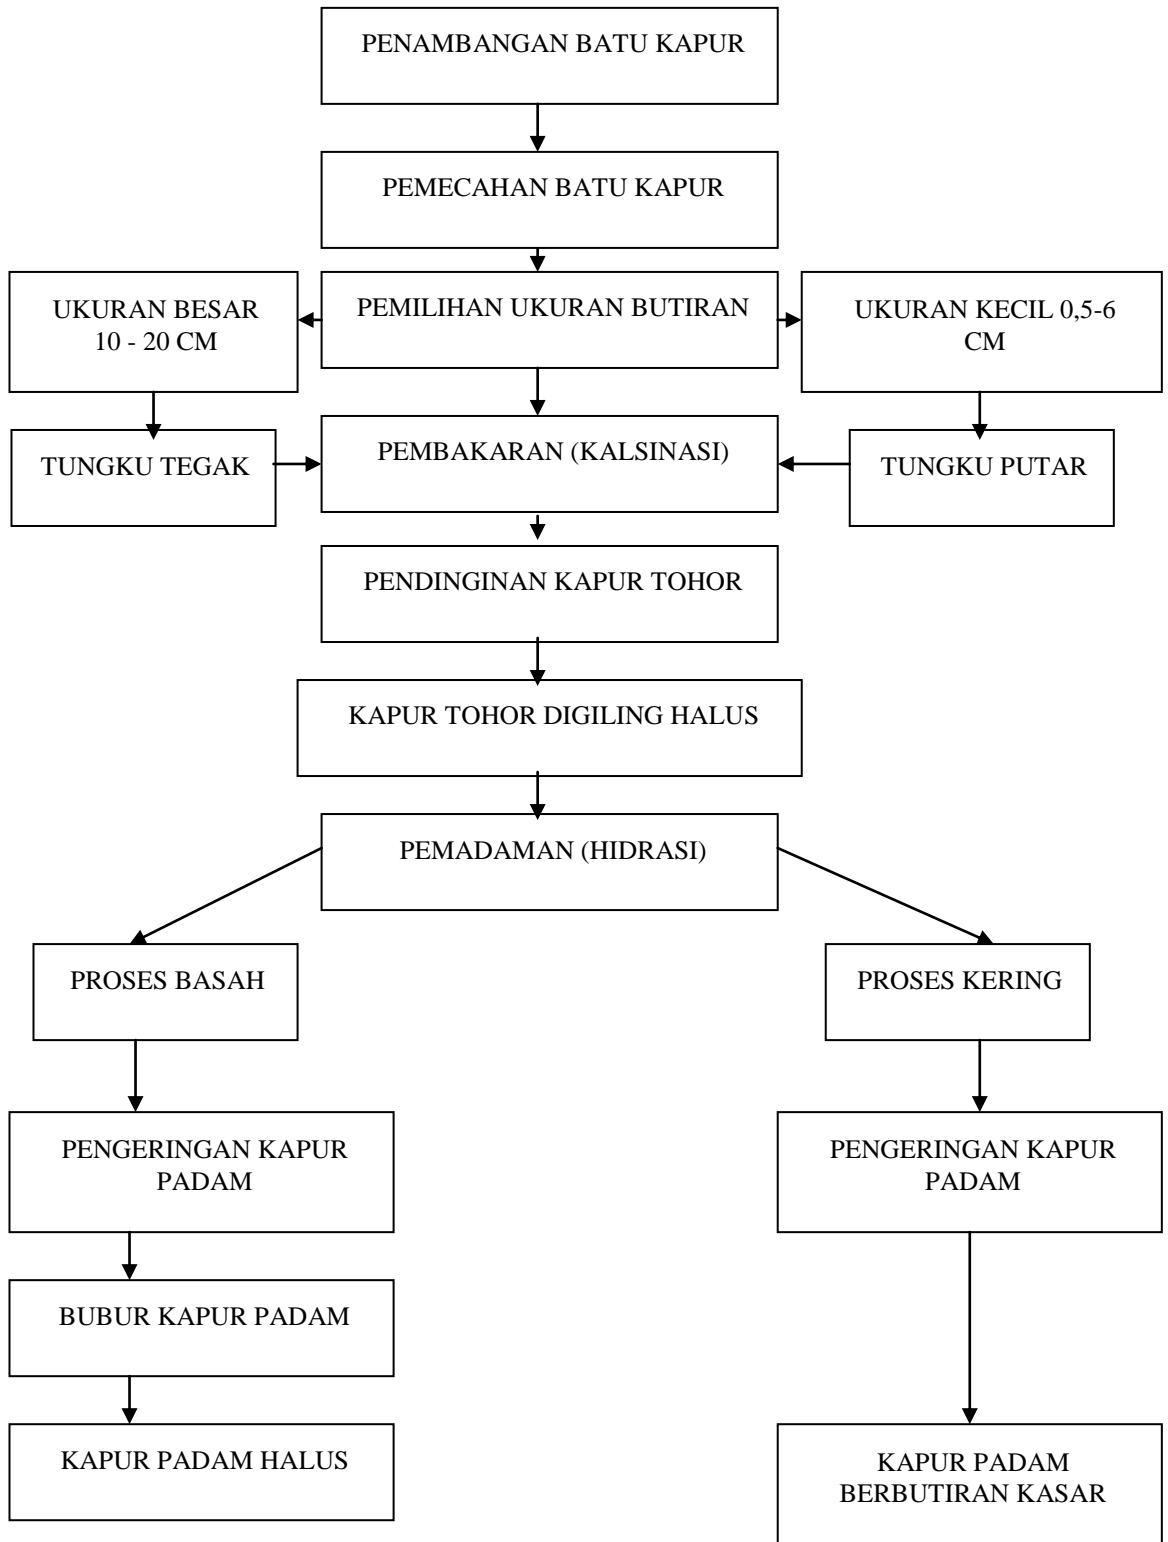 PENAMBANGAN BATU KAPUR
PEMECAHAN BATU KAPUR
UKURAN BESAR
10 - 20 CM
PEMILIHAN UKURAN BUTIRAN
UKURAN KECIL 0,5-6
CM
TUNGKU TEGAK
PEMBAKARAN (KALSINASI)
TUNGKU PUTAR
PENDINGINAN KAPUR TOHOR
KAPUR TOHOR DIGILING HALUS
PEMADAMAN (HIDRASI)
PROSES BASAH
PROSES KERING
PENGERINGAN KAPUR
PADAM
PENGERINGAN KAPUR
PADAM
BUBUR KAPUR PADAM
KAPUR PADAM HALUS
KAPUR PADAM
BERBUTIRAN KASAR